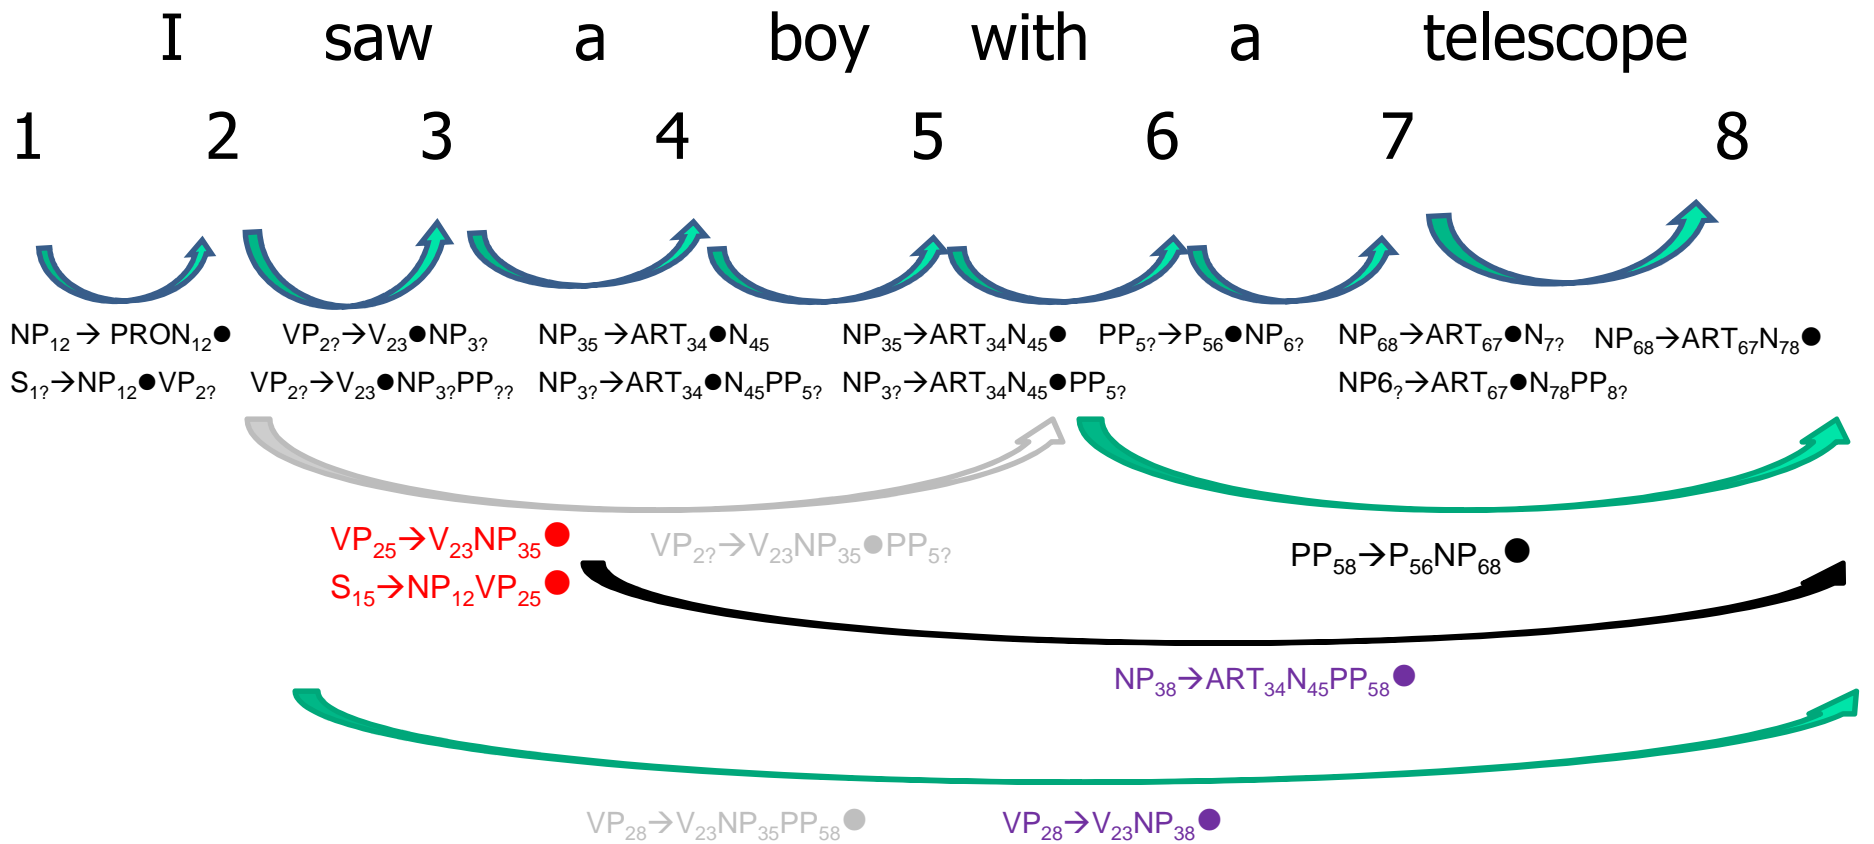 I saw a boy with a telescope
1 2 3 4 5 6 7 8
NP₁₂→ PRON₁₂● VP₂?→V₂₃●NP₃? NP₃₅→ART₃₄●N₄₅ NP₃₅→ART₃₄N₄₅● PP₅?→P₅₆●NP₆? NP₆₈→ART₆₇●N₇? NP₆₈→ART₆₇N₇₈●
S₁?→NP₁₂●VP₂? VP₂?→V₂₃●NP₃?PP?? NP₃?→ART₃₄●N₄₅PP₅? NP₃?→ART₃₄N₄₅●PP₅? NP6?→ART₆₇●N₇₈PP₈?
VP₂₅→V₂₃NP₃₅● VP₂?→V₂₃NP₃₅●PP₅? PP₅₈→P₅₆NP₆₈●
S₁₅→NP₁₂VP₂₅●
NP₃₈→ART₃₄N₄₅PP₅₈●
VP₂₈→V₂₃NP₃₅PP₅₈● VP₂₈→V₂₃NP₃₈●